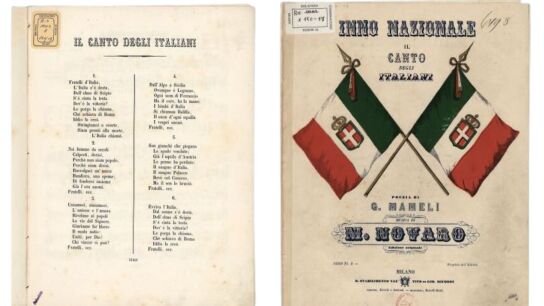 IL CANTO DEGLI ITALIANI
1.
Fratelli d'Italia,
L'Italia s'è desta,
Dell'elmo di Scipio
S'è cinta la testa
Dov'è la vittoria?
Le porga la chioma,
Chè schiava di Roma
Iddio la creò
Stringiamci a coorte,
Siam pronti alla morte,
L'Italia chiamò.
2.
Noi fummo da secoli
Calpesti, derisi,
Perchè non siam popolo,
Perchè siam divisi.
Raccolgaci un'unica
Bandiera, una speme;
Di fonderci insieme
Già l'ora suonò.
Fratelli, ecc.
3.
Uniamoci, amiamoci,
L'unione e l'amore
Rivelano ai popoli
Le vie del Signore.
Giuriamo far libero
Il suolo natio:
Uniti, per Dio!
Chi vincer ci può?
Fratelli, ecc.
4.
Dall'Alpe a Sicilia
Ovunque è Legnano,
Ogn'uom di Ferruccio
Ha il core, ha la mano;
I bimbi d'Italia
Si chiaman Balilla,
Il suon d'ogni squilla
I vespri suonò.
Fratelli, ecc.
5.
Son giunchi che piegano
Le spade vendute;
Già l'aquila d'Austria
Le penne ha perdute.
Il sangue d'Italia,
Il sangue Polacco
Bevè col Cosacco,
Ma il cor le bruciò.
Fratelli, ecc.
6.
Evviva l'Italia,
Dell'elmo s'è cinta
Dov'è la vittoria?
Le porga la chioma,
Chè schiava di Roma
Iddio la creò.
Fratelli, ecc.
INNO NAZIONALE
IL
CANTO
DEGLI
ITALIANI
POESIA DI
G. MAMELI
MUSICA DI
M. NOVARO
MILANO